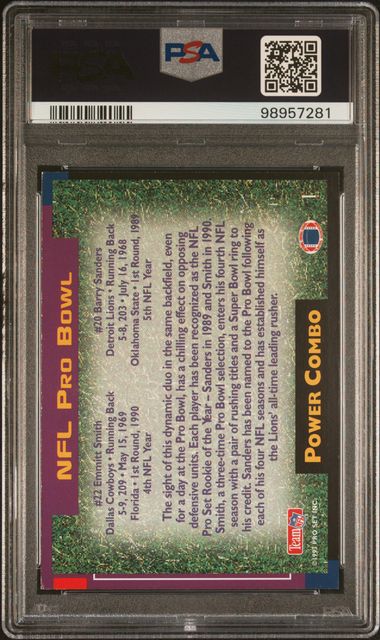 PSA
98957281
1
NFL PRO BOWL
#22 Emmitt Smith
Dallas Cowboys • Running Back
5-9, 209 • May 15, 1969
Florida • 1st Round, 1990
4th NFL Year
#20 Barry Sanders
Detroit Lions • Running Back
5-8, 203 • July 16, 1968
Oklahoma State • 1st Round, 1989
5th NFL Year
The sight of this dynamic duo in the same backfield, even
for a day at the Pro Bowl, has a chilling effect on opposing
defensive units. Each player has been recognized as the NFL
Pro Set Rookie of the Year – Sanders in 1989 and Smith in 1990.
Smith, a three-time Pro Bowl selection, enters his fourth NFL
season with a pair of rushing titles and a Super Bowl ring to
his credit. Sanders has been named to the Pro Bowl following
each of his four NFL seasons and has established himself as
the Lions' all-time leading rusher.
POWER COMBO
Team NFL
©1993 PRO SET INC.